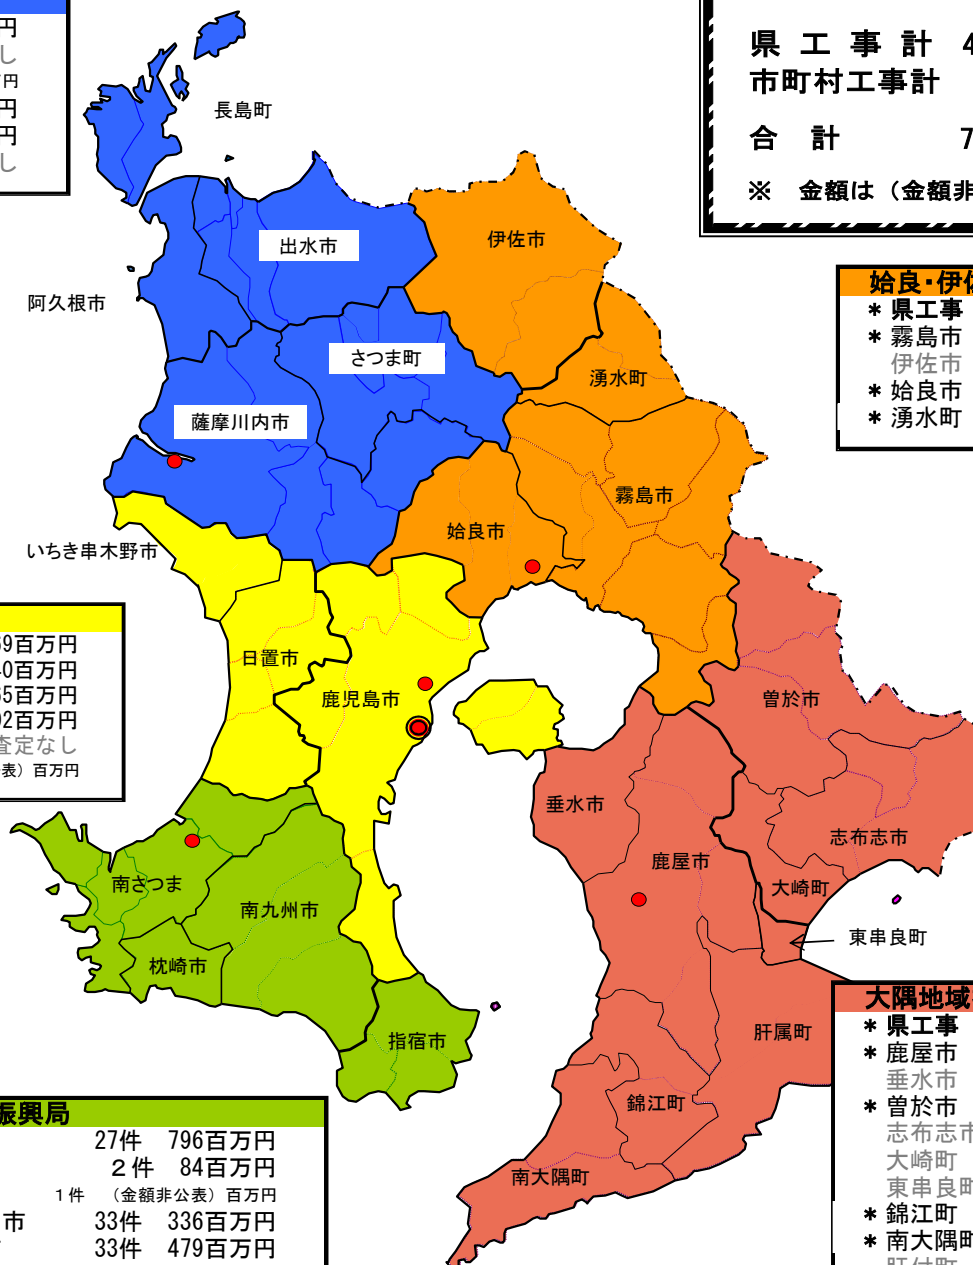 円
し
円
円
円
し
県工事計 4
市町村工事計
合計 7
※ 金額は（金額非
長島町
出水市
伊佐市
阿久根市
さつま町
湧水町
薩摩川内市
霧島市
姶良市
いちき串木野市
日置市
鹿児島市
曽於市
垂水市
志布志市
鹿屋市
大崎町
南さつま
南九州市
東串良町
枕崎市
肝属町
指宿市
錦江町
南大隅町
姶良・伊佐
＊県工事
＊霧島市
伊佐市
＊姶良市
＊湧水町
69百万円
40百万円
65百万円
92百万円
査定なし
表）百万円
大隅地域
＊県工事
＊鹿屋市
垂水市
＊曽於市
志布志市
大崎町
東串良町
＊錦江町
＊南大隅町
肝付町
振興局
27件 796百万円
2件 84百万円
1件 （金額非公表）百万円
市 33件 336百万円
33件 479百万円